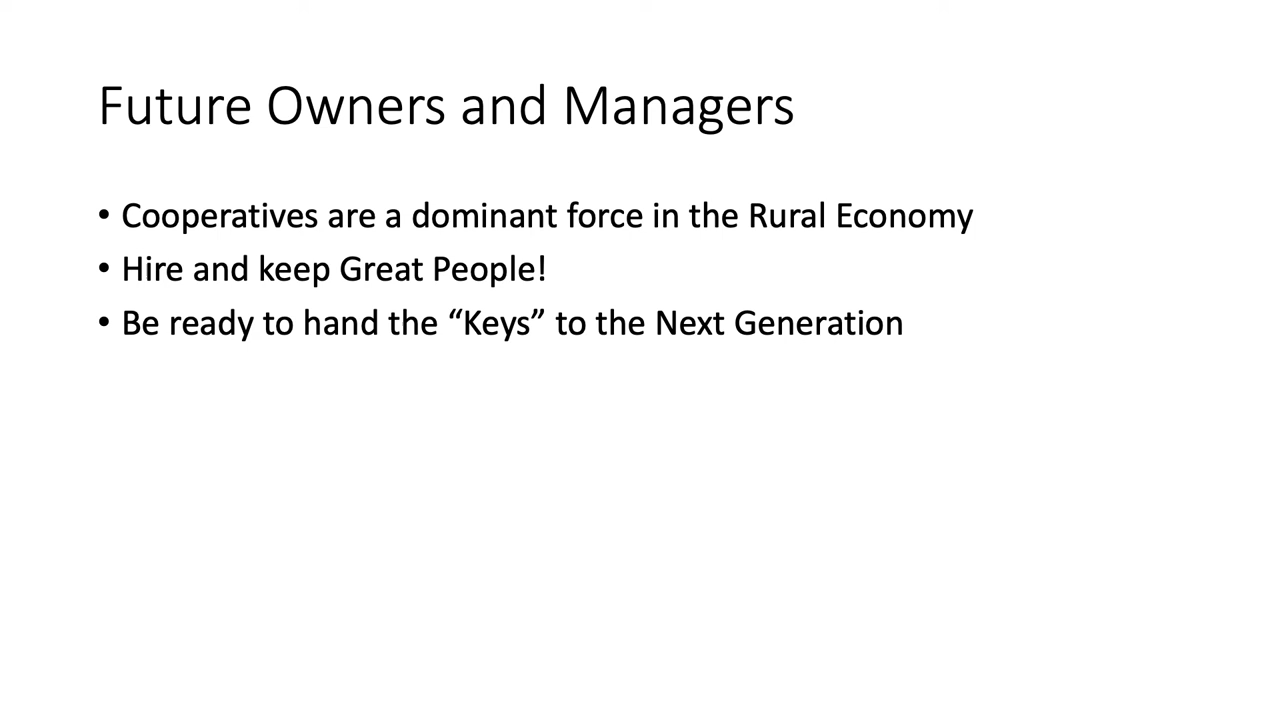 Future Owners and Managers
• Cooperatives are a dominant force in the Rural Economy
• Hire and keep Great People!
• Be ready to hand the “Keys” to the Next Generation